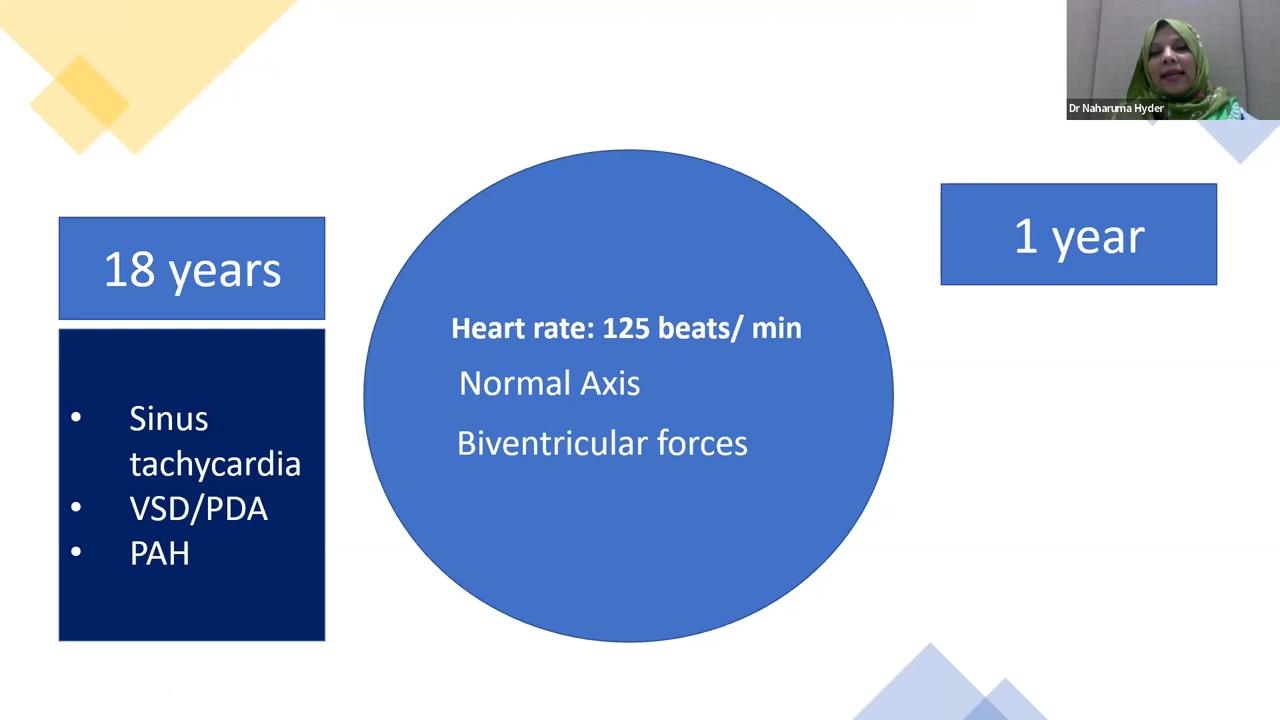 Dr Naharuma Hyder
18 years
• Sinus
tachycardia
• VSD/PDA
• PAH
Heart rate: 125 beats/ min
Normal Axis
Biventricular forces
1 year